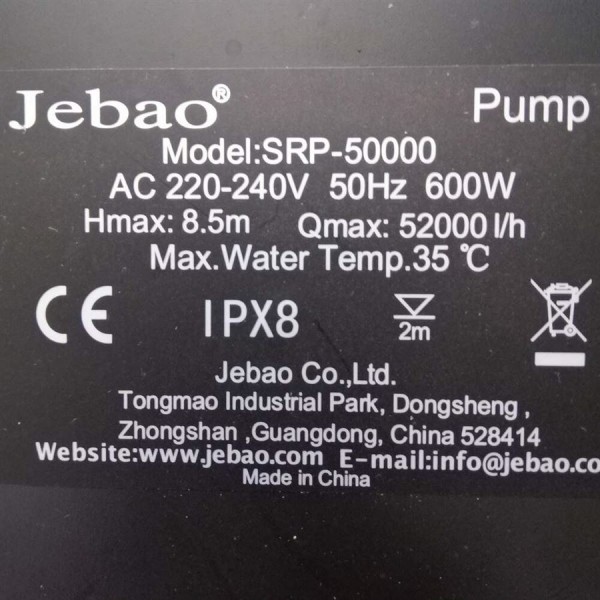 Jebao® Pump
Model:SRP-50000
AC 220-240V 50Hz 600W
Hmax: 8.5m Qmax: 52000 l/h
Max.Water Temp.35 ℃
CE IPX8 2m
Jebao Co.,Ltd.
Tongmao Industrial Park, Dongsheng ,
Zhongshan ,Guangdong, China 528414
Website:www.jebao.com E-mail:info@jebao.co
Made in China